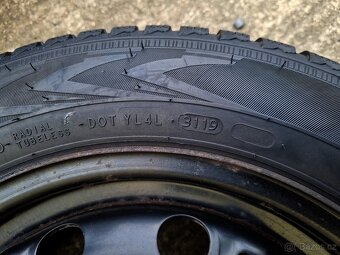 RADIAL
TUBELESS
DOT YL4L 3119
Bazos.cz